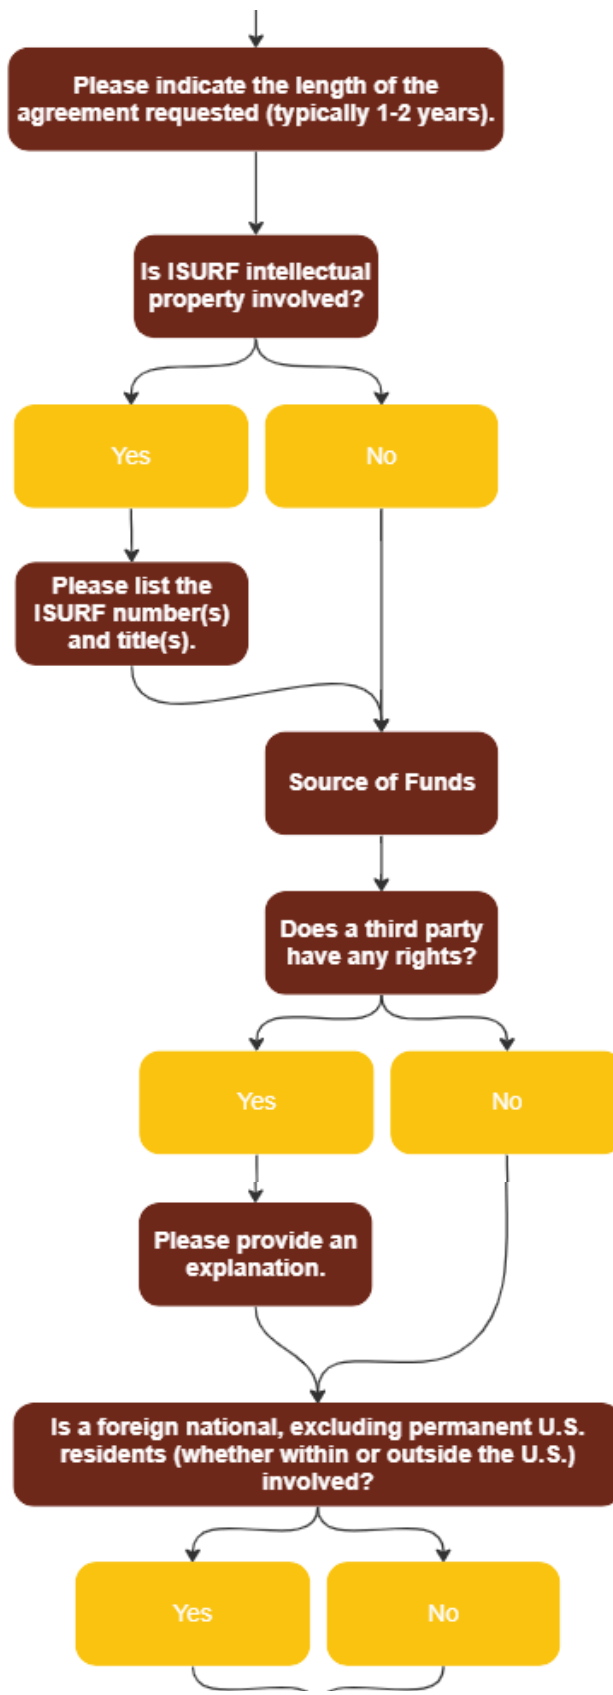 Please indicate the length of the
agreement requested (typically 1-2 years).
Is ISURF intellectual
property involved?
Yes
No
Please list the
ISURF number(s)
and title(s).
Source of Funds
Does a third party
have any rights?
Yes
No
Please provide an
explanation.
Is a foreign national, excluding permanent U.S.
residents (whether within or outside the U.S.)
involved?
Yes
No